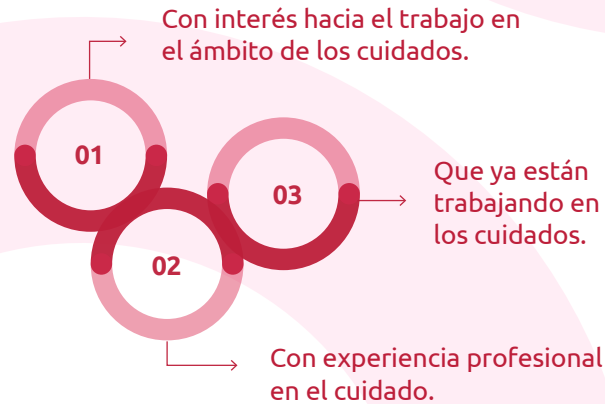 Con interés hacia el trabajo en
el ámbito de los cuidados.
01
03
Que ya están
trabajando en
los cuidados.
02
Con experiencia profesional
en el cuidado.